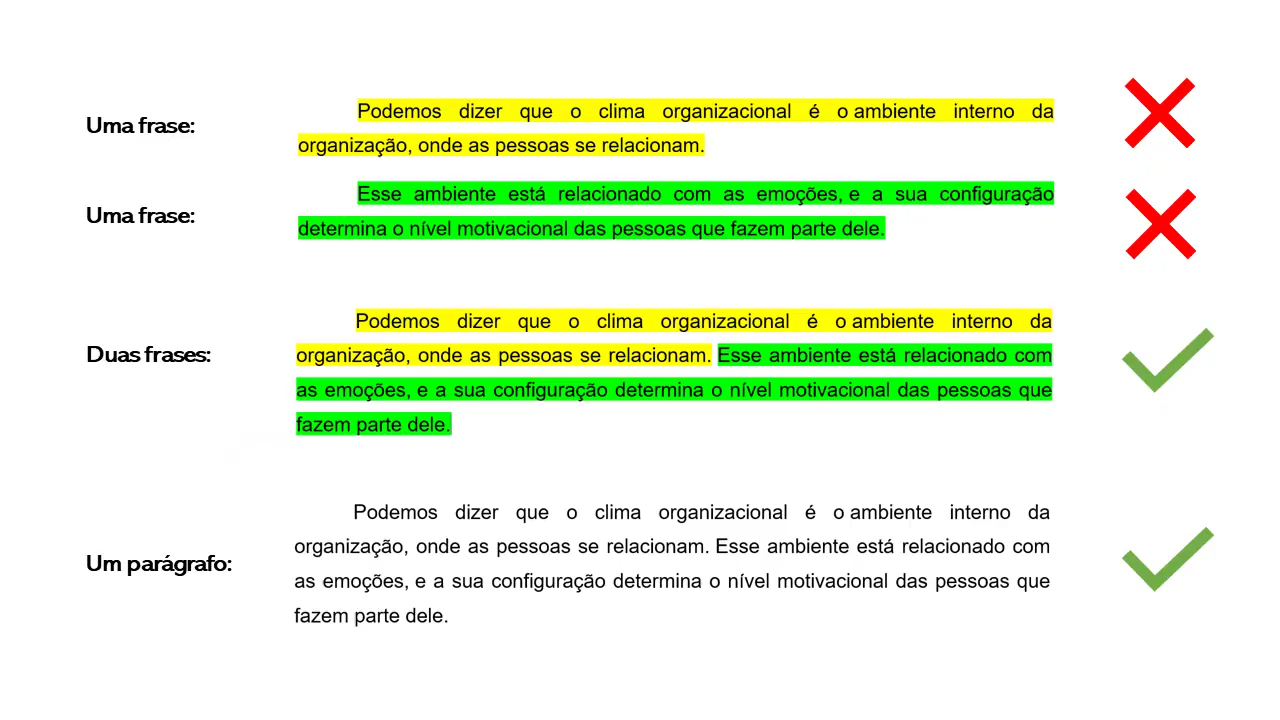 Uma frase:
Podemos dizer que o clima organizacional é o ambiente interno da
organização, onde as pessoas se relacionam.
Uma frase:
Esse ambiente está relacionado com as emoções, e a sua configuração
determina o nível motivacional das pessoas que fazem parte dele.
Duas frases:
Podemos dizer que o clima organizacional é o ambiente interno da
organização, onde as pessoas se relacionam. Esse ambiente está relacionado com
as emoções, e a sua configuração determina o nível motivacional das pessoas que
fazem parte dele.
Um parágrafo:
Podemos dizer que o clima organizacional é o ambiente interno da
organização, onde as pessoas se relacionam. Esse ambiente está relacionado com
as emoções, e a sua configuração determina o nível motivacional das pessoas que
fazem parte dele.